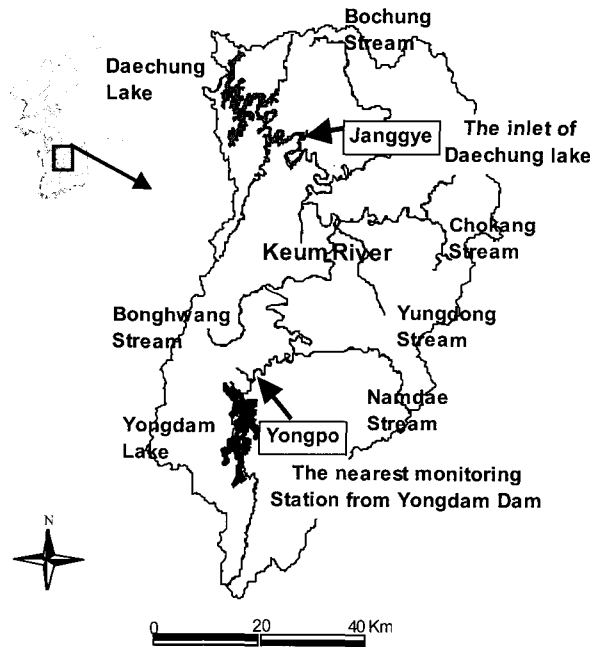 Bochung
Stream
Daechung
Lake
Janggye
The inlet of
Daechung lake
Chokang
Stream
Keum River
Bonghwang
Stream
Yungdong
Stream
Namdae
Stream
Yongdam
Lake
Yongpo
The nearest monitoring
Station from Yongdam Dam
N
0 20 40 Km